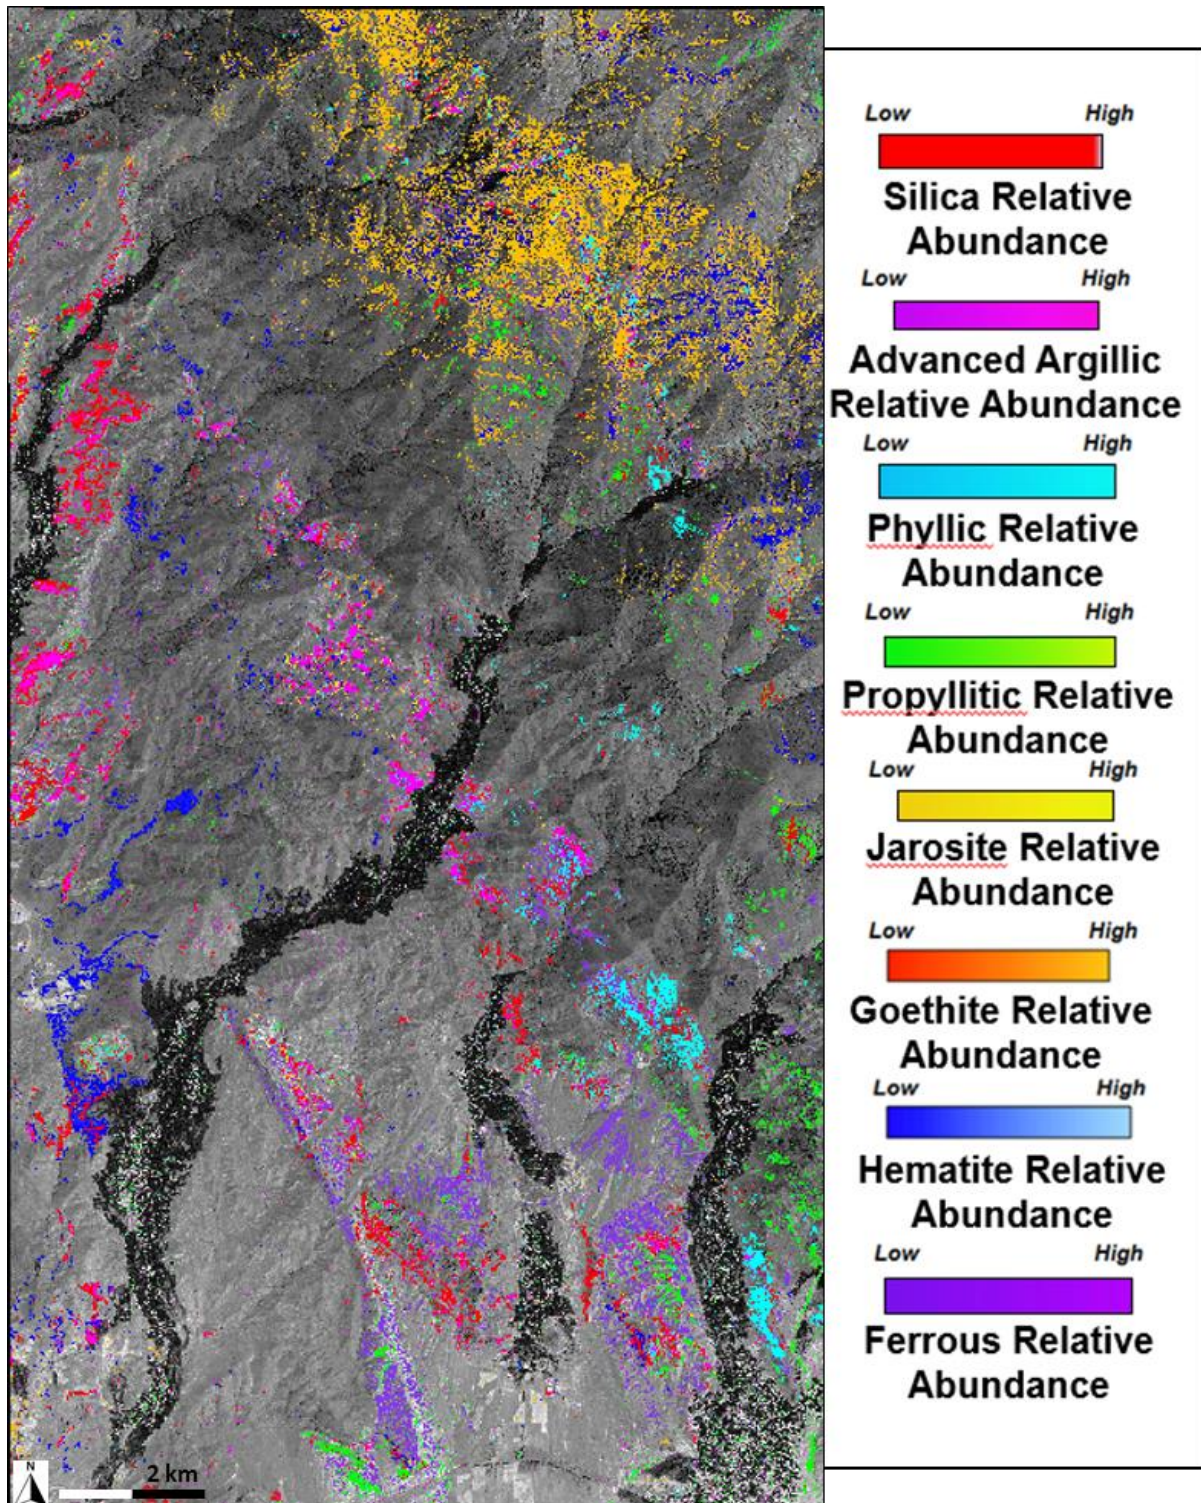 Low High
Silica Relative
Abundance
Low High
Advanced Argillic
Relative Abundance
Low High
Phyllic Relative
Abundance
Low High
Propyllitic Relative
Abundance
Low High
Jarosite Relative
Abundance
Low High
Goethite Relative
Abundance
Low High
Hematite Relative
Abundance
Low High
Ferrous Relative
Abundance
N
2 km